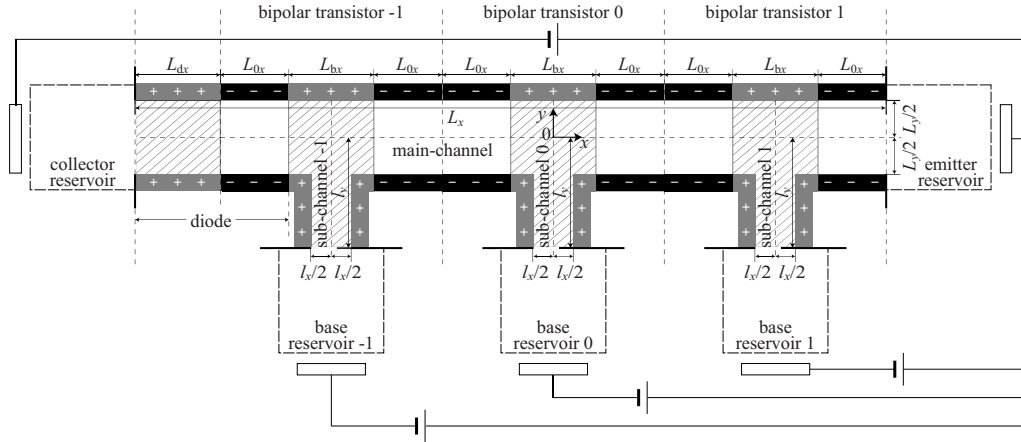 bipolar transistor -1 bipolar transistor 0 bipolar transistor 1
L_dx L_0x L_bx L_0x L_0x L_bx L_0x L_0x L_bx L_0x
+ + + − − − + + + − − − − − − + + + − − − − − − + + + − − −
L_x
y
0
x
L_y/2
L_y/2
main-channel
collector
reservoir
emitter
reservoir
+ + + − − − + + − − − − − − + + − − − − − − + + − − −
sub-channel -1
l_y
sub-channel 0
l_y
sub-channel 1
l_y
+ + + + + +
+ + + + + +
diode
l_x/2 l_x/2 l_x/2 l_x/2 l_x/2 l_x/2
base
reservoir -1
base
reservoir 0
base
reservoir 1